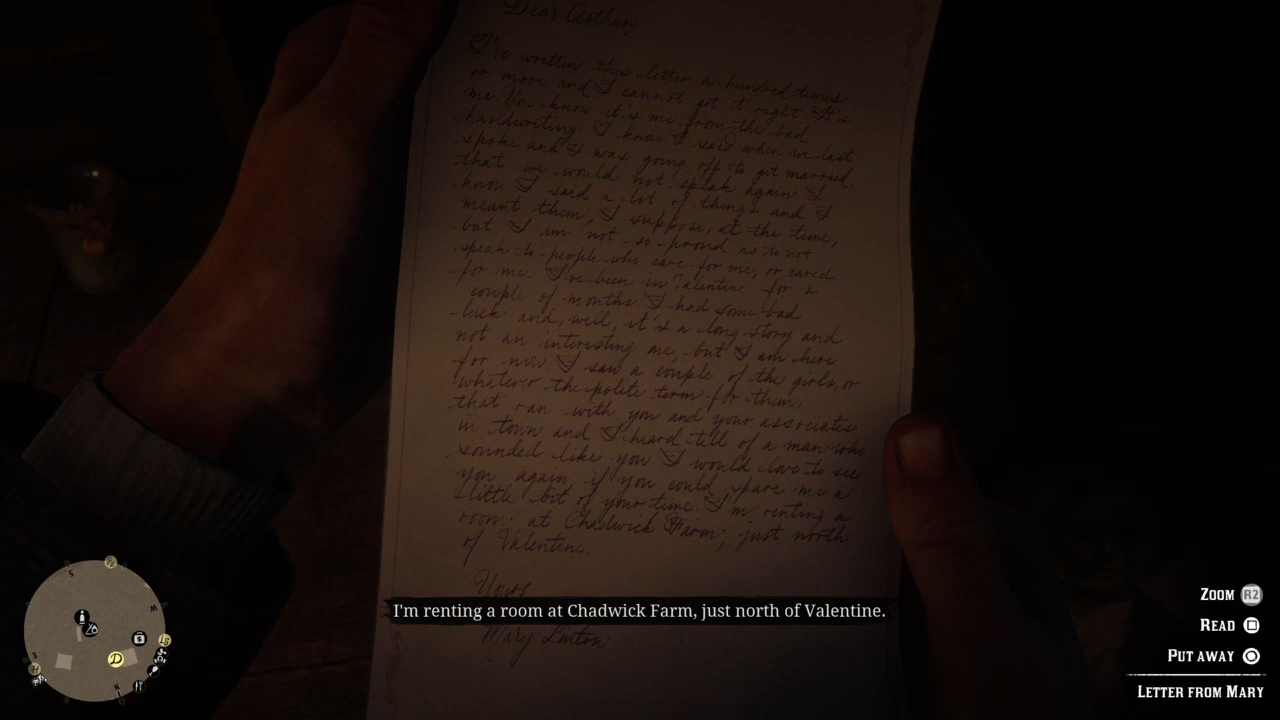 Dear Arthur,
I've written this letter a hundred times
or more and I cannot get it right. It's
me. You know it's me from the bad
handwriting. I know I said when we last
spoke and I was going off to get married,
that we would not speak again. I
know I said a lot of things and I
meant them, I suppose, at the time,
but I am not so proud as to not
speak to people who care for me, or cared
for me. I've been in Valentine for a
couple of months. I had some bad
luck and, well, it's a long story and
not an interesting one, but I am here
for now. I saw a couple of the girls, or
whatever the polite term for them,
that ran with you and your associates
in town and I heard tell of a man who
sounded like you. I would love to see
you again, if you could spare me a
little bit of your time. I'm renting a
room at Chadwick Farm, just north
of Valentine.
Yours
I'm renting a room at Chadwick Farm, just north of Valentine.
Mary Linton
ZOOM R2
READ
PUT AWAY
LETTER FROM MARY
S
W
N
D